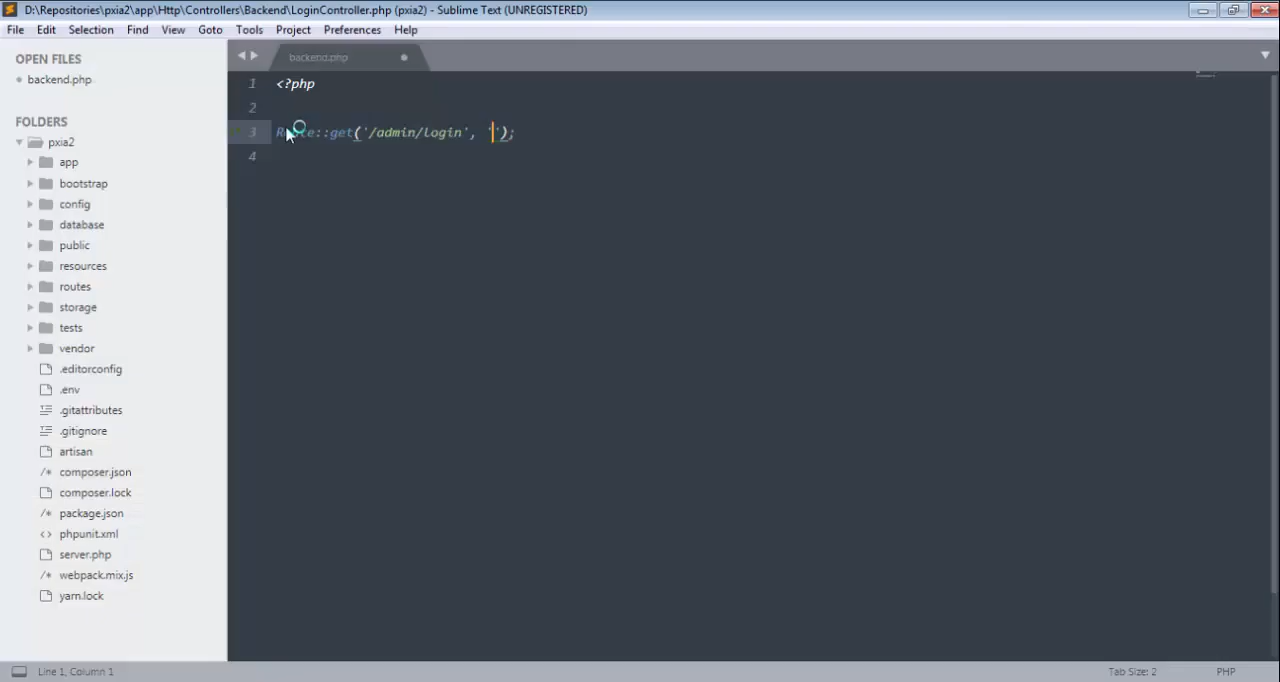 D:\Repositories\pxia2\app\Http\Controllers\Backend\LoginController.php (pxia2) - Sublime Text (UNREGISTERED)
File Edit Selection Find View Goto Tools Project Preferences Help
OPEN FILES
backend.php
FOLDERS
pxia2
app
bootstrap
config
database
public
resources
routes
storage
tests
vendor
.editorconfig
.env
.gitattributes
.gitignore
artisan
/* composer.json
composer.lock
/* package.json
<> phpunit.xml
server.php
/* webpack.mix.js
yarn.lock
backend.php
1 <?php
2
3 Route::get('/admin/login', '');
4
Line 1, Column 1 Tab Size: 2 PHP